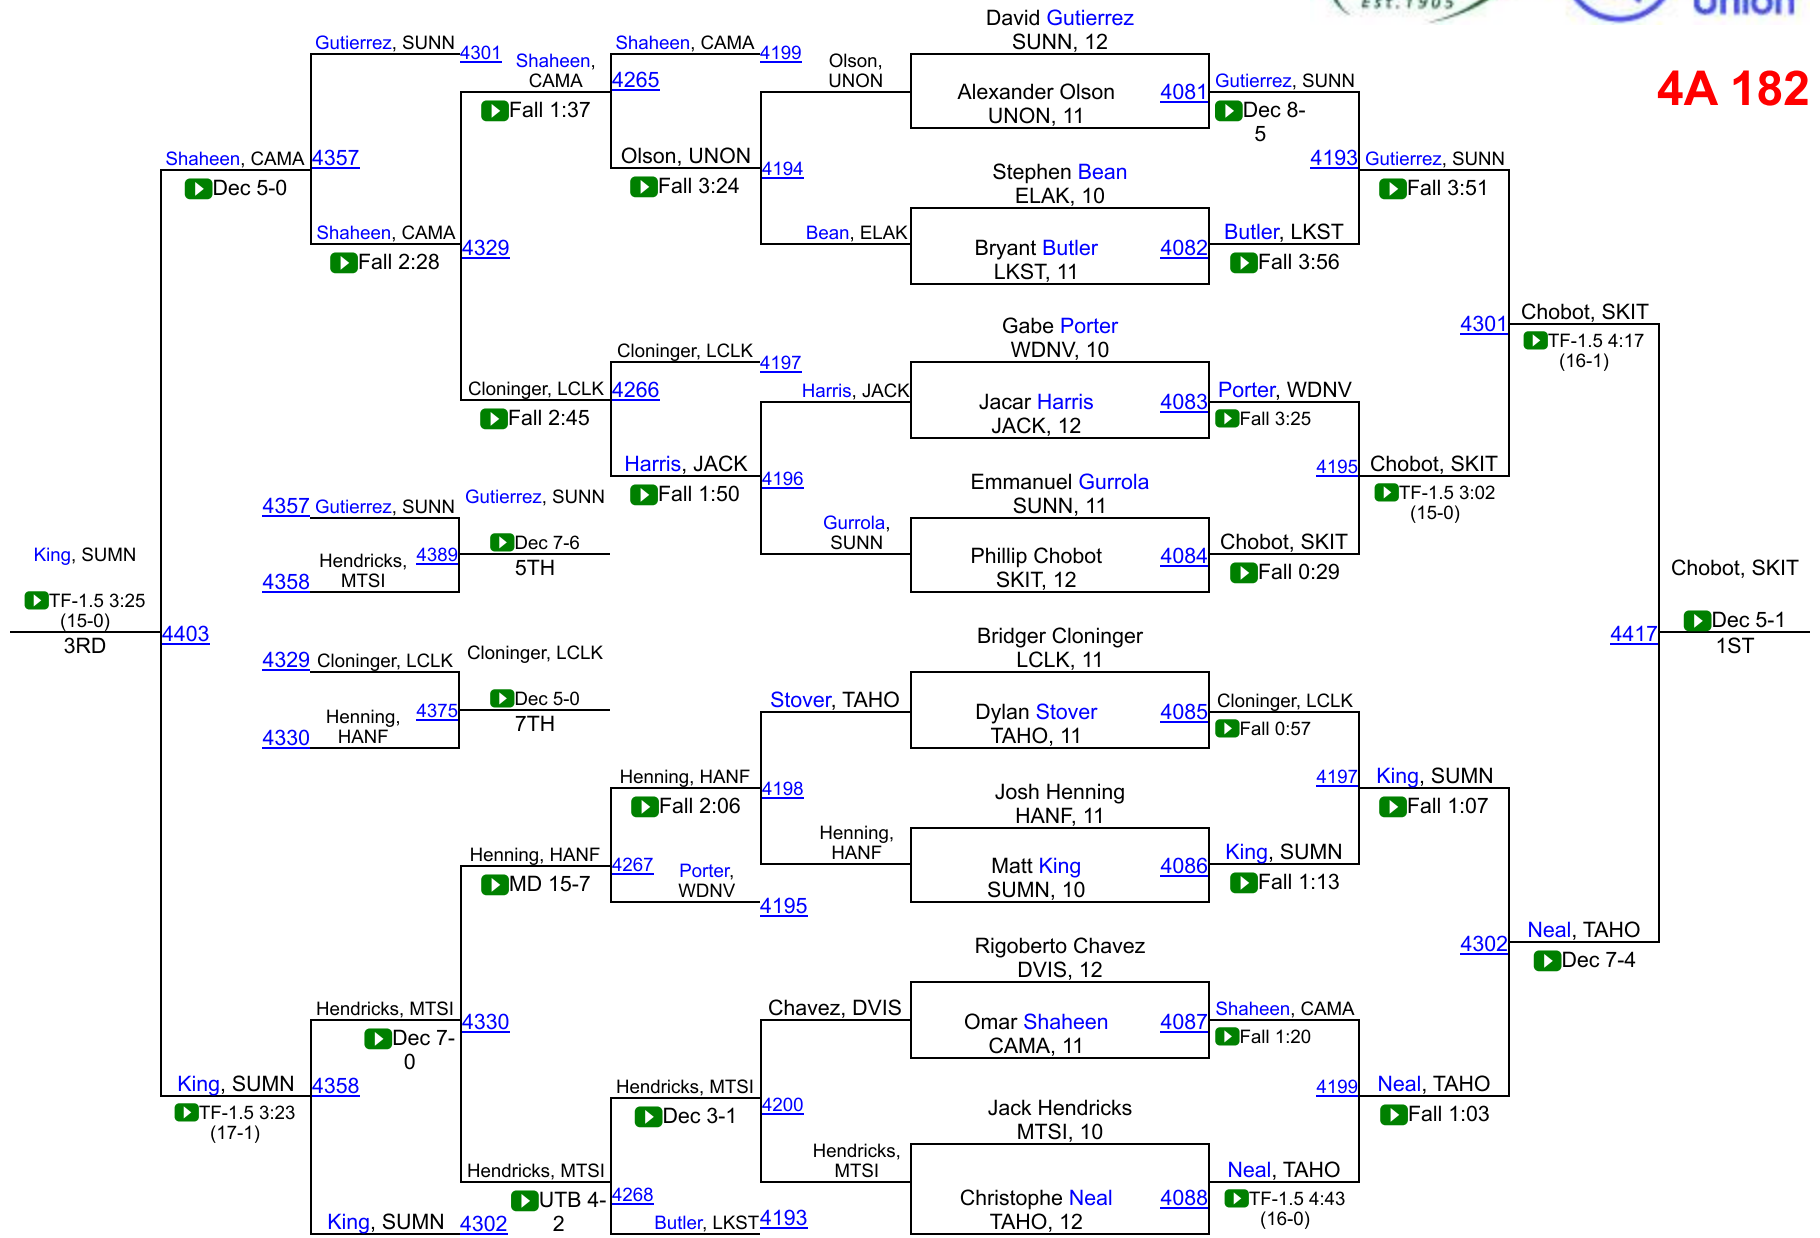 EST. 1905
Union
4A 182
David Gutierrez
SUNN, 12
Alexander Olson
UNON, 11
4081
Gutierrez, SUNN
Dec 8-
5
Stephen Bean
ELAK, 10
Bryant Butler
LKST, 11
4082
Butler, LKST
Fall 3:56
4193
Gutierrez, SUNN
Fall 3:51
Gabe Porter
WDNV, 10
Jacar Harris
JACK, 12
4083
Porter, WDNV
Fall 3:25
Emmanuel Gurrola
SUNN, 11
Phillip Chobot
SKIT, 12
4084
Chobot, SKIT
Fall 0:29
4195
Chobot, SKIT
TF-1.5 3:02
(15-0)
4301
Chobot, SKIT
TF-1.5 4:17
(16-1)
Bridger Cloninger
LCLK, 11
Dylan Stover
TAHO, 11
4085
Cloninger, LCLK
Fall 0:57
Josh Henning
HANF, 11
Matt King
SUMN, 10
4086
King, SUMN
Fall 1:13
4197
King, SUMN
Fall 1:07
Rigoberto Chavez
DVIS, 12
Omar Shaheen
CAMA, 11
4087
Shaheen, CAMA
Fall 1:20
Jack Hendricks
MTSI, 10
Christophe Neal
TAHO, 12
4088
Neal, TAHO
TF-1.5 4:43
(16-0)
4199
Neal, TAHO
Fall 1:03
4302
Neal, TAHO
Dec 7-4
4417
Chobot, SKIT
Dec 5-1
1ST
Olson,
UNON
4194
Bean, ELAK
Shaheen, CAMA
4199
4265
Olson, UNON
Fall 3:24
Shaheen,
CAMA
Fall 1:37
Harris, JACK
4196
Gurrola,
SUNN
Cloninger, LCLK
4197
4266
Harris, JACK
Fall 1:50
Cloninger, LCLK
Fall 2:45
4329
Gutierrez, SUNN
4301
4357
Shaheen, CAMA
Fall 2:28
Shaheen, CAMA
Dec 5-0
4357
Gutierrez, SUNN
Gutierrez, SUNN
4358
Hendricks,
MTSI
4389
Dec 7-6
5TH
4329
Cloninger, LCLK
Cloninger, LCLK
4330
Henning,
HANF
4375
Dec 5-0
7TH
King, SUMN
TF-1.5 3:25
(15-0)
3RD
4403
Stover, TAHO
4198
Henning,
HANF
Henning, HANF
Fall 2:06
4267
Porter,
WDNV
4195
Henning, HANF
MD 15-7
Chavez, DVIS
4200
Hendricks,
MTSI
Hendricks, MTSI
Dec 3-1
4268
Butler, LKST
4193
Hendricks, MTSI
UTB 4-
2
4330
Hendricks, MTSI
Dec 7-
0
4358
King, SUMN
4302
King, SUMN
TF-1.5 3:23
(17-1)